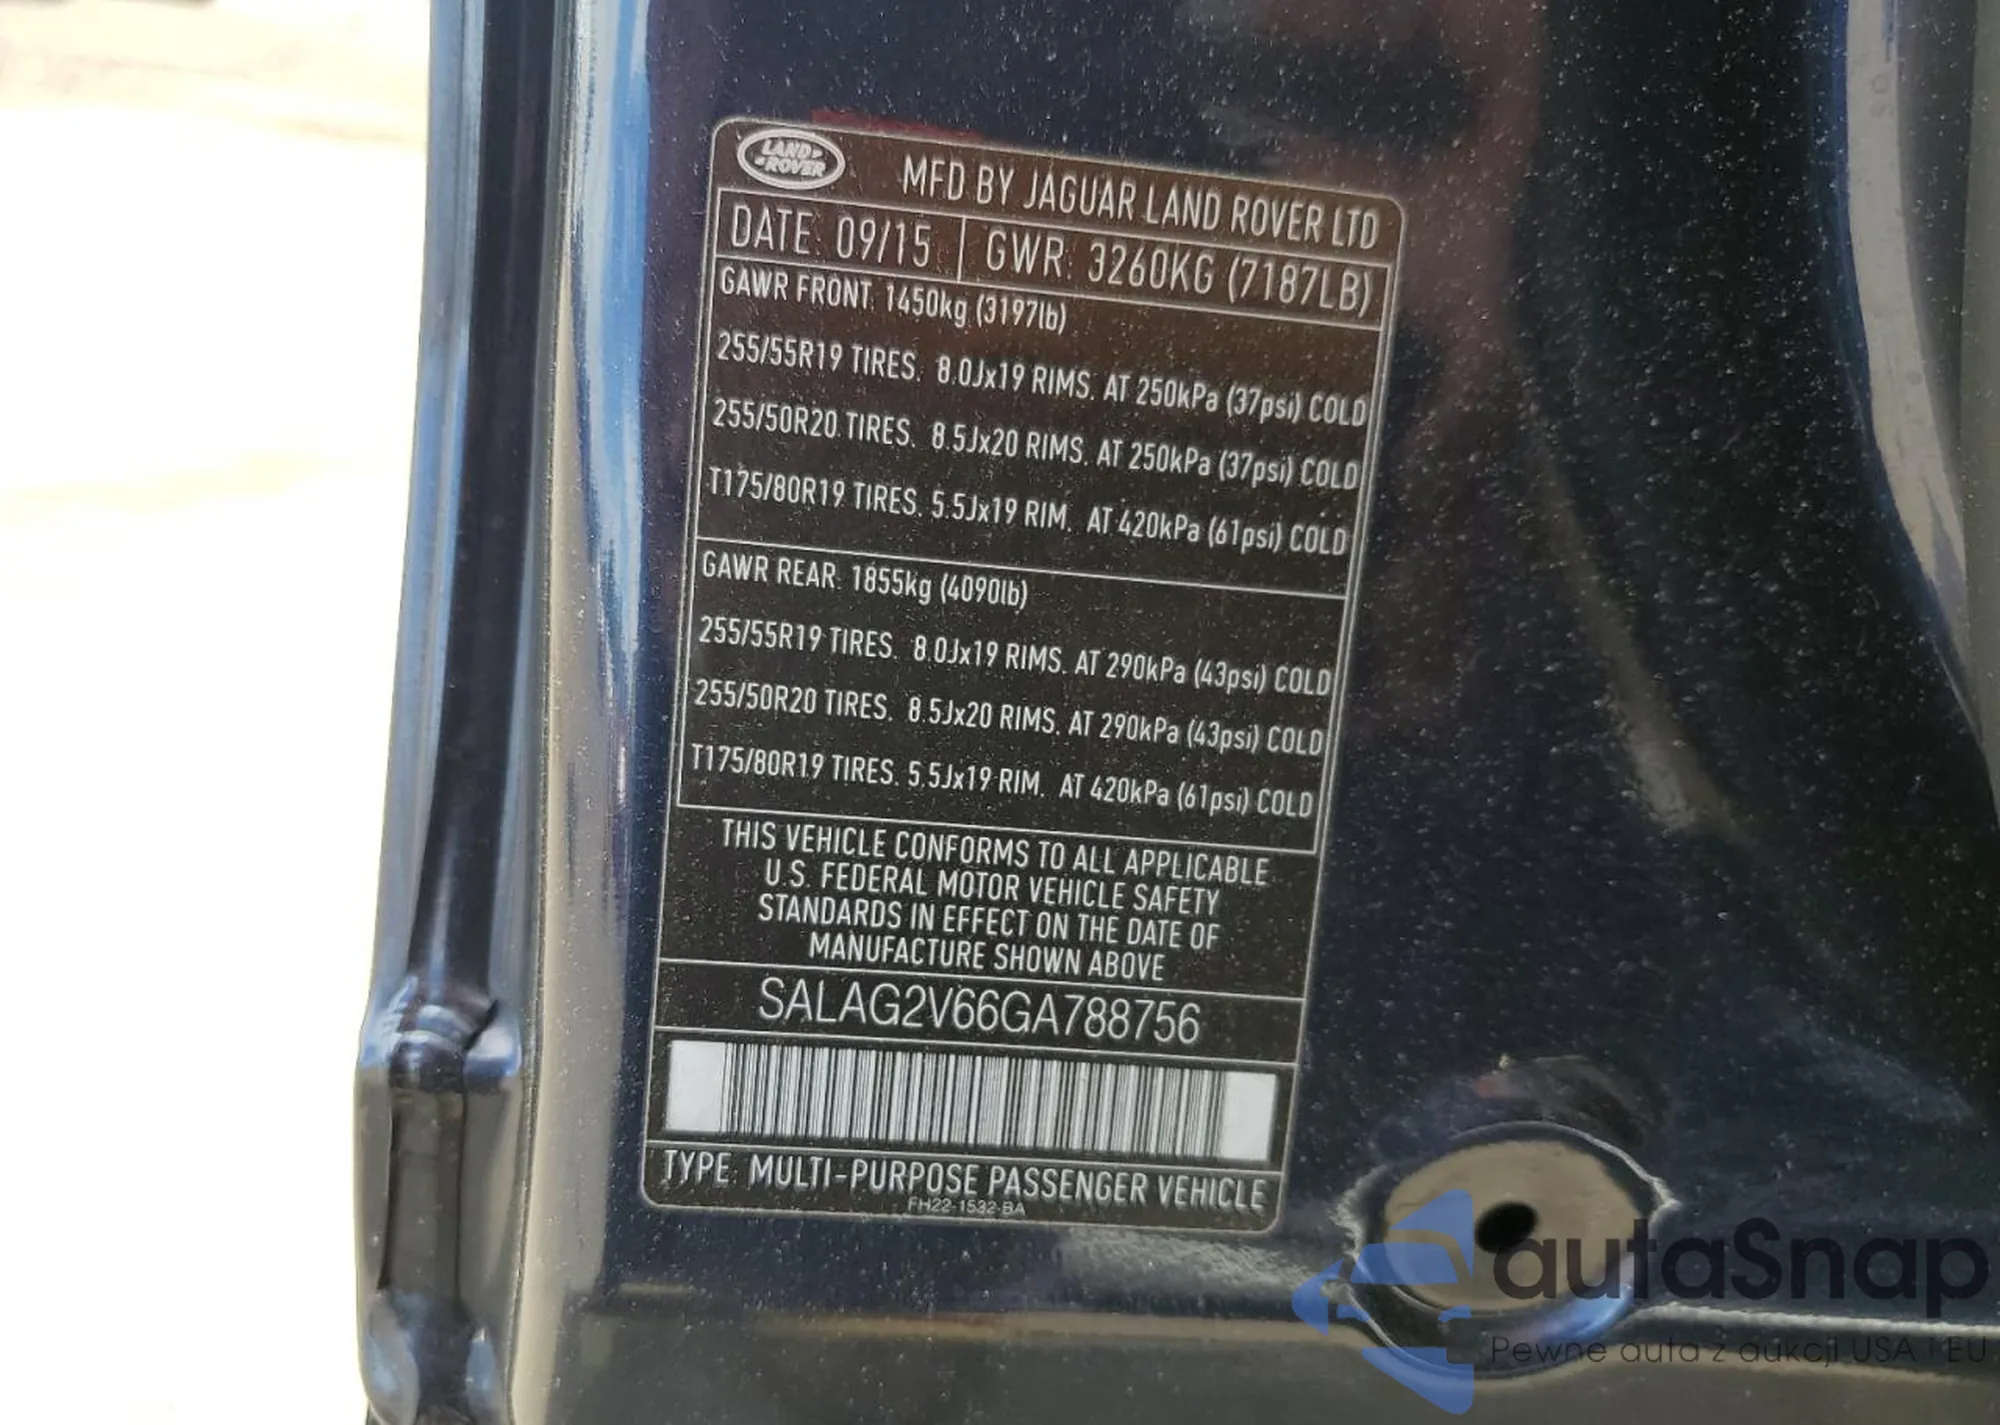 LAND ROVER
MFD BY JAGUAR LAND ROVER LTD
DATE: 09/15 GWR: 3260KG (7187LB)
GAWR FRONT: 1450kg (3197lb)
255/55R19 TIRES. 8.0Jx19 RIMS. AT 250kPa (37psi) COLD
255/50R20 TIRES. 8.5Jx20 RIMS. AT 250kPa (37psi) COLD
T175/80R19 TIRES. 5.5Jx19 RIM. AT 420kPa (61psi) COLD
GAWR REAR: 1855kg (4090lb)
255/55R19 TIRES. 8.0Jx19 RIMS. AT 290kPa (43psi) COLD
255/50R20 TIRES. 8.5Jx20 RIMS. AT 290kPa (43psi) COLD
T175/80R19 TIRES. 5.5Jx19 RIM. AT 420kPa (61psi) COLD
THIS VEHICLE CONFORMS TO ALL APPLICABLE
U.S. FEDERAL MOTOR VEHICLE SAFETY
STANDARDS IN EFFECT ON THE DATE OF
MANUFACTURE SHOWN ABOVE
SALAG2V66GA788756
TYPE: MULTI-PURPOSE PASSENGER VEHICLE
FH22-1532-BA
autaSnap
Pewne auta z aukcji USA i EU